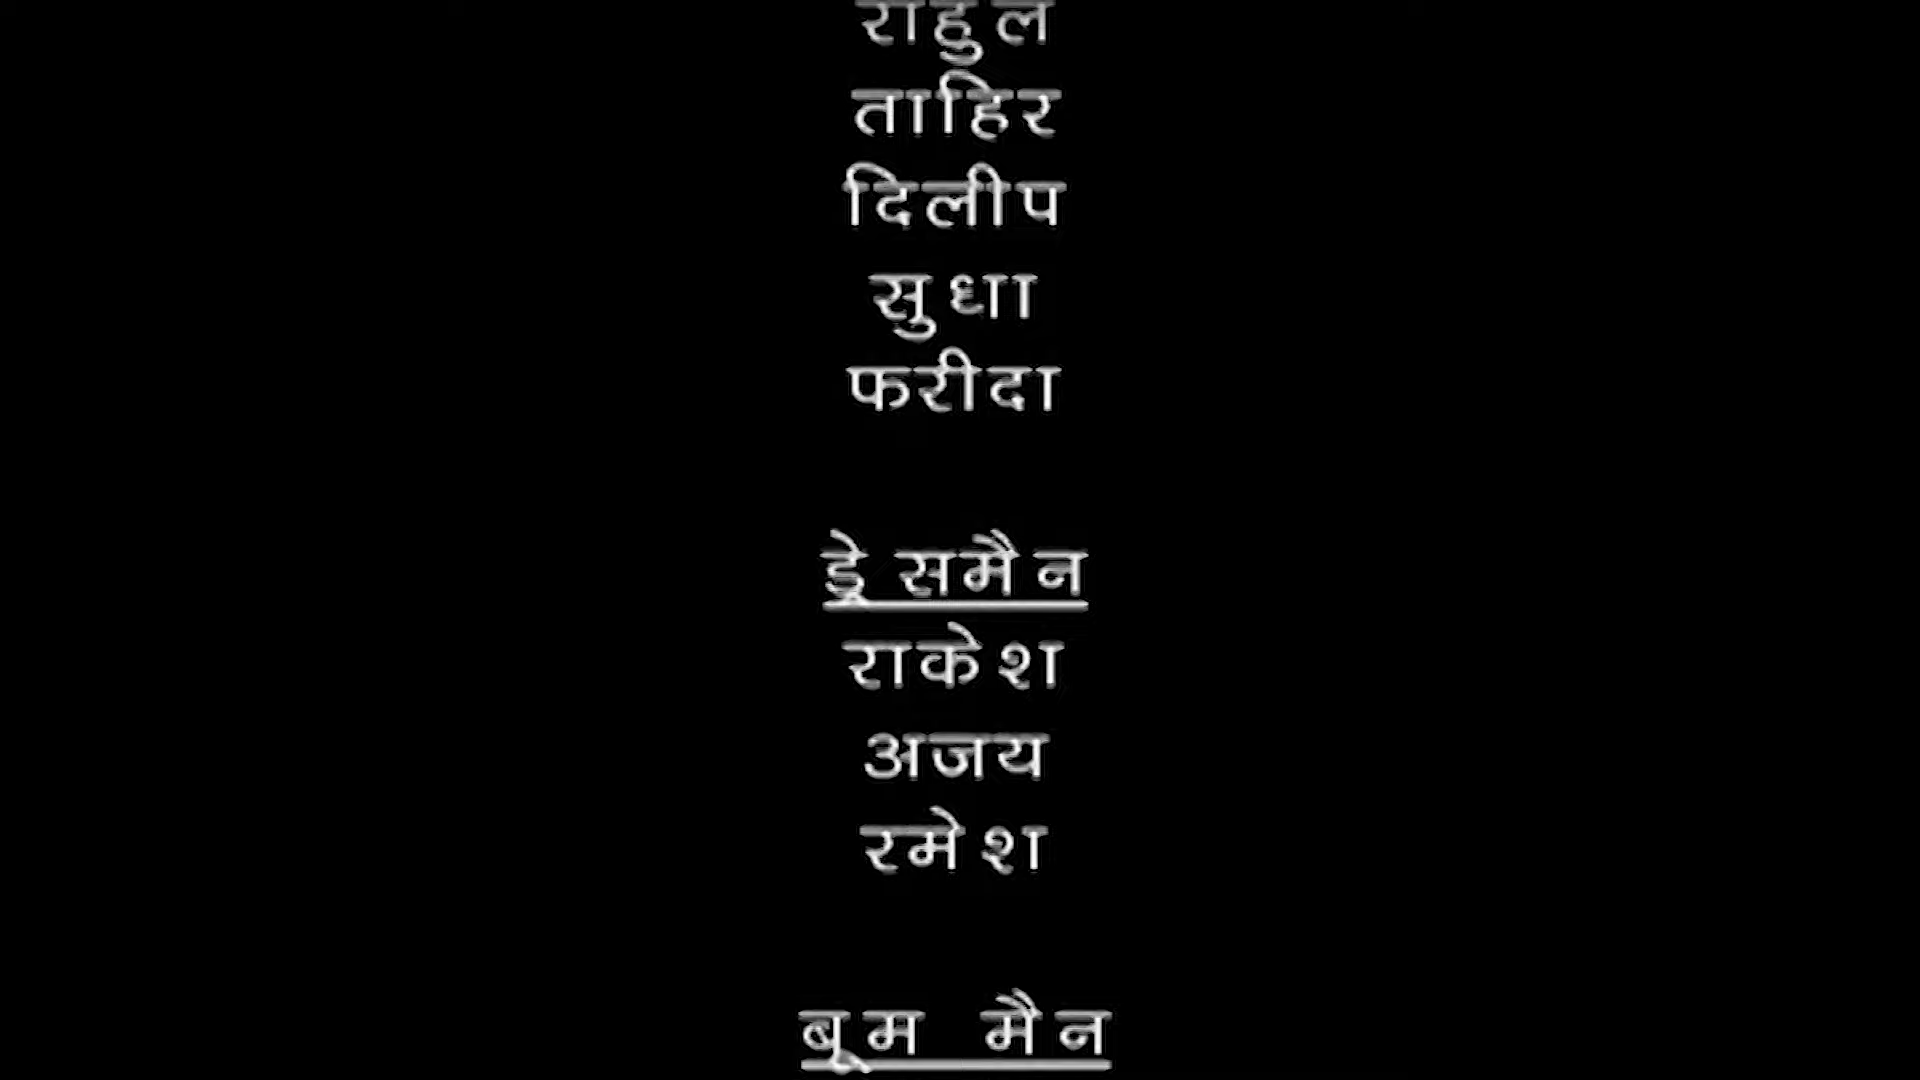 राहुल
ताहिर
दिलीप
सुधा
फरीदा
ड्रेसमैन
राकेश
अजय
रमेश
बूम मैन